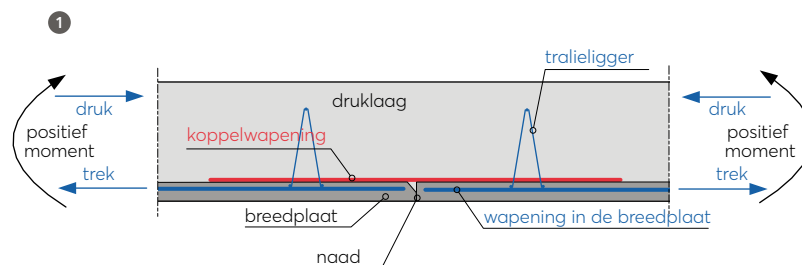 1
tralieligger
druk
druklaag
druk
positief
moment
koppelwapening
positief
moment
trek
trek
breedplaat
wapening in de breedplaat
naad